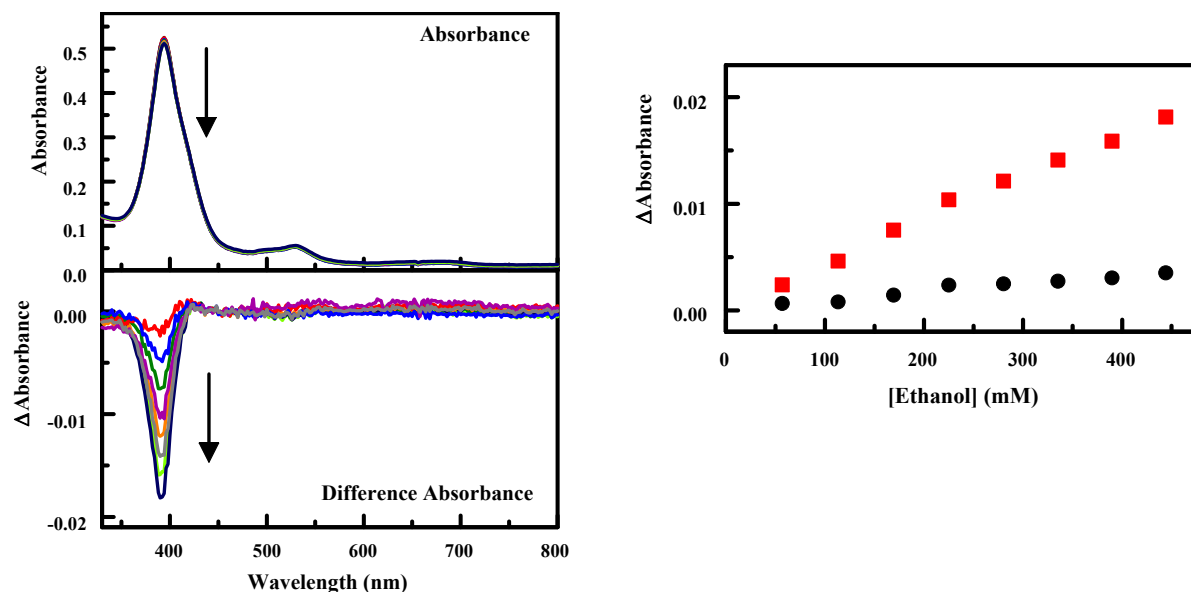 Absorbance
0.5
0.4
0.3
0.2
0.1
0.0
Absorbance
0.00
-0.01
-0.02
ΔAbsorbance
Difference Absorbance
400 500 600 700 800
Wavelength (nm)
0.02
0.01
0.00
ΔAbsorbance
0 100 200 300 400
[Ethanol] (mM)